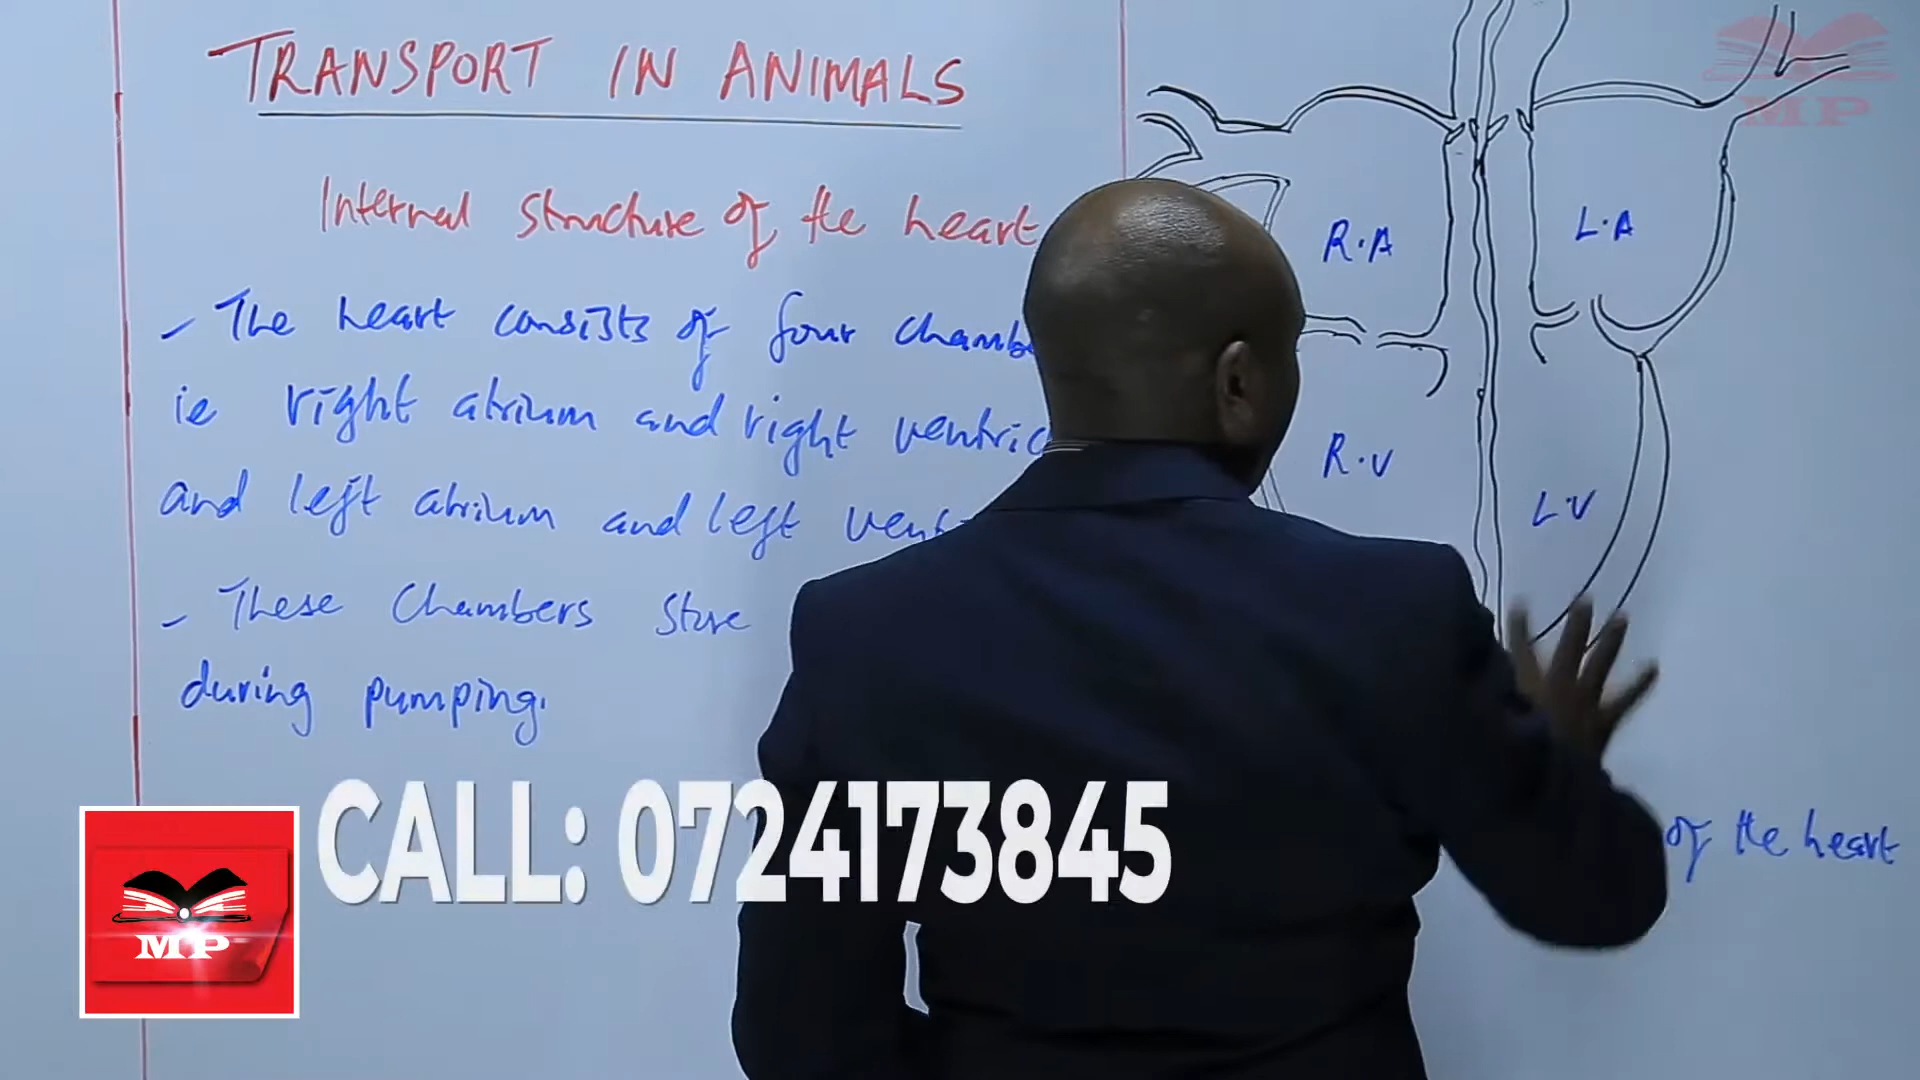 TRANSPORT IN ANIMALS
Internal structure of the heart
- The heart consists of four
ie right atrium and right
and left atrium and left
- These Chambers store
during pumping.
R.A
L.A
R.V
L.V
of the heart
CALL: 0724173845
MP
MP